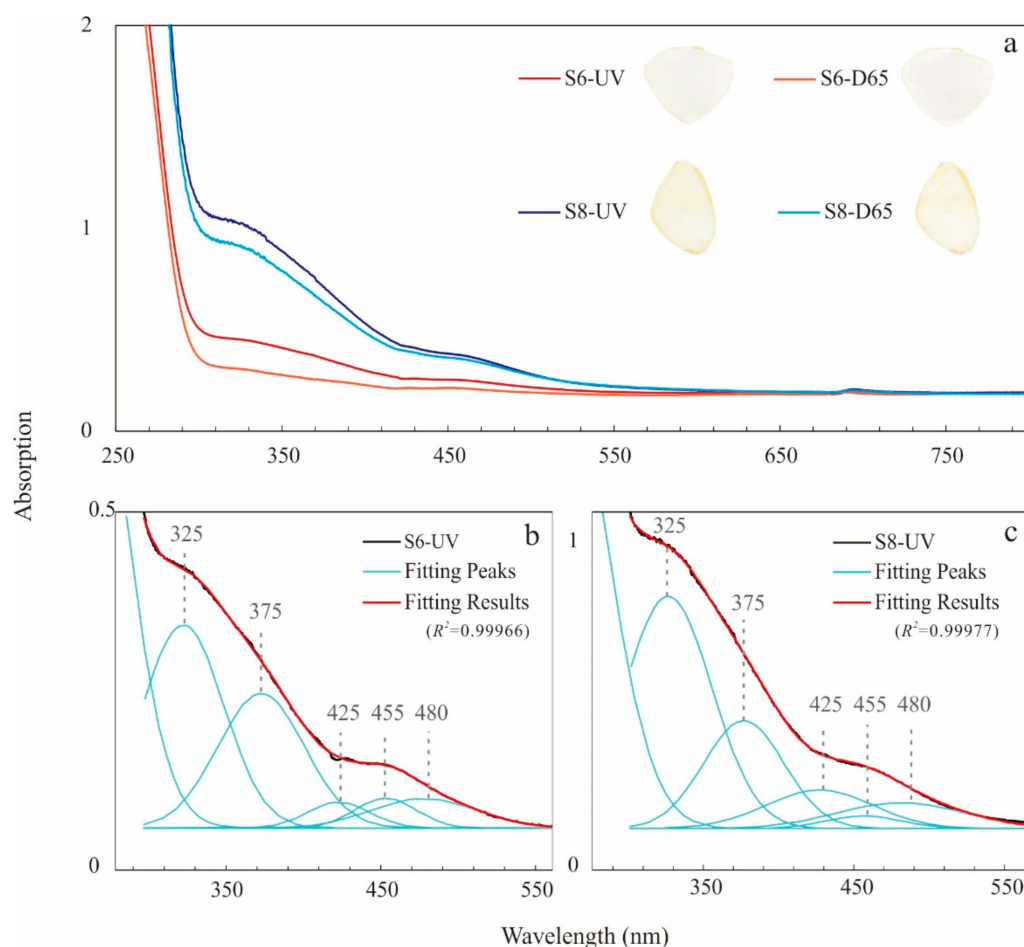 2
a
S6-UV
S6-D65
S8-UV
S8-D65
1
0
250
350
450
550
650
750
Absorption
0.5
b
325
S6-UV
Fitting Peaks
375
Fitting Results
(R²=0.99966)
425
455
480
0
350
450
550
c
1
325
S8-UV
Fitting Peaks
375
Fitting Results
(R²=0.99977)
425
455
480
0
350
450
550
Wavelength (nm)